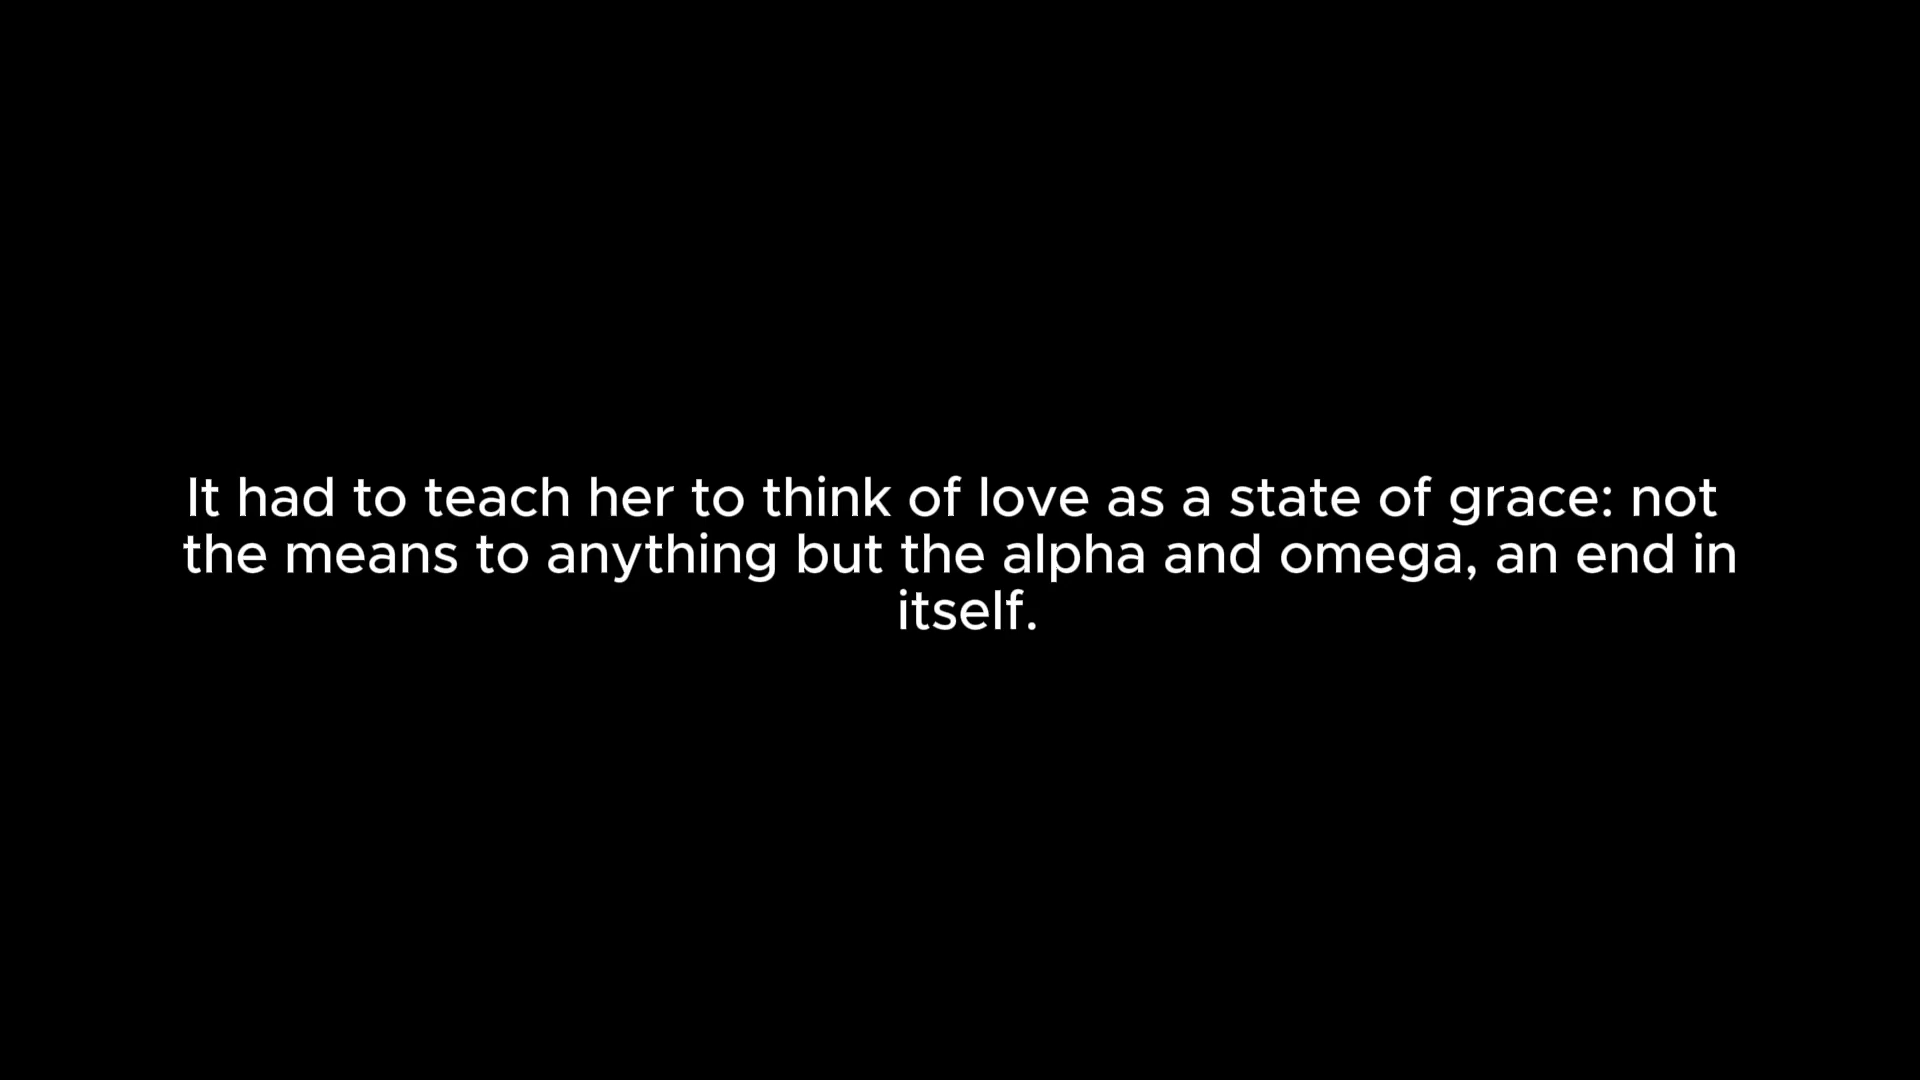 It had to teach her to think of love as a state of grace: not
the means to anything but the alpha and omega, an end in
itself.